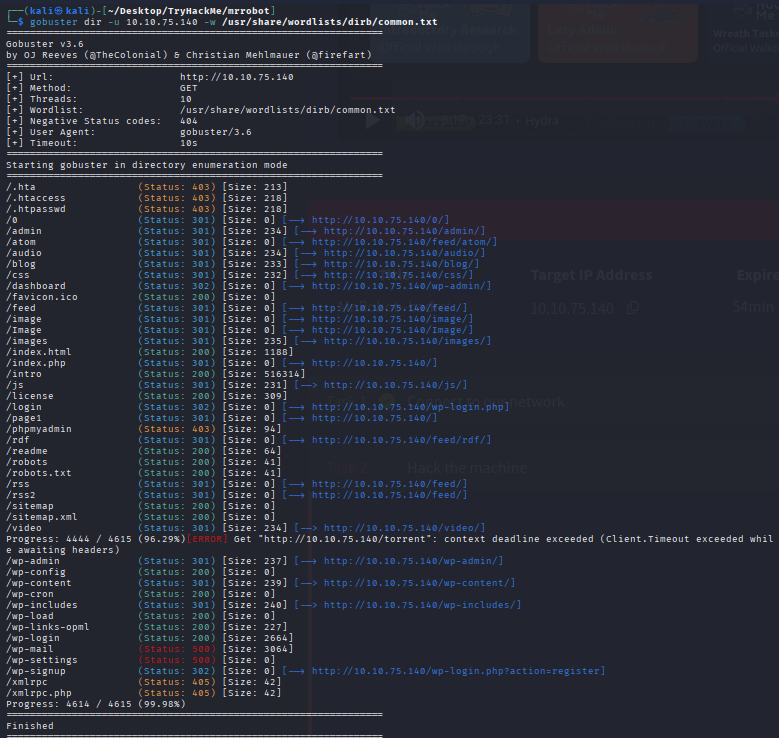 ┌──(kali㉿kali)-[~/Desktop/TryHackMe/mrrobot]
└─$ gobuster dir -u 10.10.75.140 -w /usr/share/wordlists/dirb/common.txt
===============================================================
Gobuster v3.6
by OJ Reeves (@TheColonial) & Christian Mehlmauer (@firefart)
===============================================================
[+] Url:                     http://10.10.75.140
[+] Method:                  GET
[+] Threads:                 10
[+] Wordlist:                /usr/share/wordlists/dirb/common.txt
[+] Negative Status codes:   404
[+] User Agent:              gobuster/3.6
[+] Timeout:                 10s
===============================================================
Starting gobuster in directory enumeration mode
===============================================================
/.hta                 (Status: 403) [Size: 213]
/.htaccess            (Status: 403) [Size: 218]
/.htpasswd            (Status: 403) [Size: 218]
/0                    (Status: 301) [Size: 0] [--> http://10.10.75.140/0/]
/admin                (Status: 301) [Size: 234] [--> http://10.10.75.140/admin/]
/atom                 (Status: 301) [Size: 0] [--> http://10.10.75.140/feed/atom/]
/audio                (Status: 301) [Size: 234] [--> http://10.10.75.140/audio/]
/blog                 (Status: 301) [Size: 233] [--> http://10.10.75.140/blog/]
/css                  (Status: 301) [Size: 232] [--> http://10.10.75.140/css/]
/dashboard            (Status: 302) [Size: 0] [--> http://10.10.75.140/wp-admin/]
/favicon.ico          (Status: 200) [Size: 0]
/feed                 (Status: 301) [Size: 0] [--> http://10.10.75.140/feed/]
/image                (Status: 301) [Size: 0] [--> http://10.10.75.140/image/]
/Image                (Status: 301) [Size: 0] [--> http://10.10.75.140/Image/]
/images               (Status: 301) [Size: 235] [--> http://10.10.75.140/images/]
/index.html           (Status: 200) [Size: 1188]
/index.php            (Status: 301) [Size: 0] [--> http://10.10.75.140/]
/intro                (Status: 200) [Size: 516314]
/js                   (Status: 301) [Size: 231] [--> http://10.10.75.140/js/]
/license              (Status: 200) [Size: 309]
/login                (Status: 302) [Size: 0] [--> http://10.10.75.140/wp-login.php]
/page1                (Status: 301) [Size: 0] [--> http://10.10.75.140/]
/phpmyadmin           (Status: 403) [Size: 94]
/rdf                  (Status: 301) [Size: 0] [--> http://10.10.75.140/feed/rdf/]
/readme               (Status: 200) [Size: 64]
/robots               (Status: 200) [Size: 41]
/robots.txt           (Status: 200) [Size: 41]
/rss                  (Status: 301) [Size: 0] [--> http://10.10.75.140/feed/]
/rss2                 (Status: 301) [Size: 0] [--> http://10.10.75.140/feed/]
/sitemap              (Status: 200) [Size: 0]
/sitemap.xml          (Status: 200) [Size: 0]
/video                (Status: 301) [Size: 234] [--> http://10.10.75.140/video/]
Progress: 4444 / 4615 (96.29%)[ERROR] Get "http://10.10.75.140/torrent": context deadline exceeded (Client.Timeout exceeded whil
e awaiting headers)
/wp-admin             (Status: 301) [Size: 237] [--> http://10.10.75.140/wp-admin/]
/wp-config            (Status: 200) [Size: 0]
/wp-content           (Status: 301) [Size: 239] [--> http://10.10.75.140/wp-content/]
/wp-cron              (Status: 200) [Size: 0]
/wp-includes          (Status: 301) [Size: 240] [--> http://10.10.75.140/wp-includes/]
/wp-load              (Status: 200) [Size: 0]
/wp-links-opml        (Status: 200) [Size: 227]
/wp-login             (Status: 200) [Size: 2664]
/wp-mail              (Status: 500) [Size: 3064]
/wp-settings          (Status: 500) [Size: 0]
/wp-signup            (Status: 302) [Size: 0] [--> http://10.10.75.140/wp-login.php?action=register]
/xmlrpc               (Status: 405) [Size: 42]
/xmlrpc.php           (Status: 405) [Size: 42]
Progress: 4614 / 4615 (99.98%)
===============================================================
Finished
===============================================================
23:31 • Hydra
Target IP Address
Expire
10.10.75.140
54min
network
Hack the machine